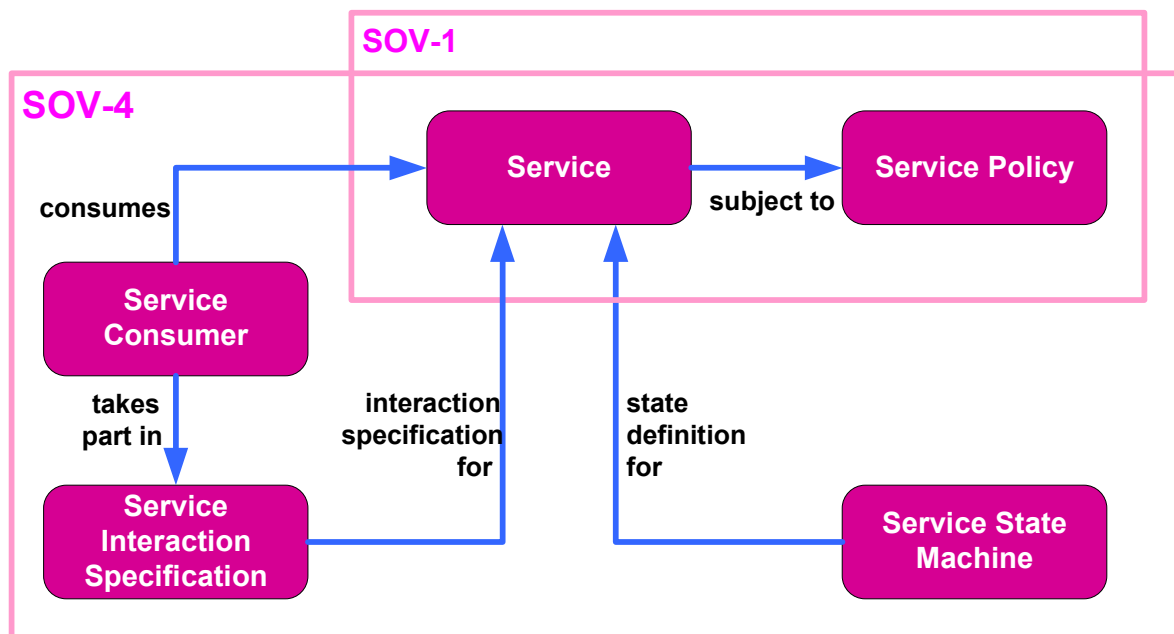 SOV-1
SOV-4
Service
Service Policy
subject to
consumes
Service
Consumer
takes
part in
interaction
specification
for
state
definition
for
Service
Interaction
Specification
Service State
Machine